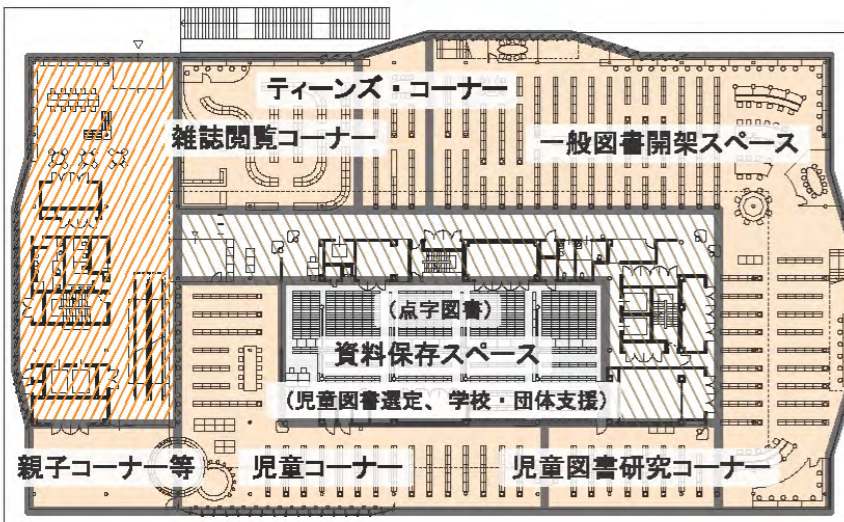 ティーンズ・コーナー
雑誌閲覧コーナー
一般図書開架スペース
(点字図書)
資料保存スペース
(児童図書選定、学校・団体支援)
親子コーナー等
児童コーナー
児童図書研究コーナー